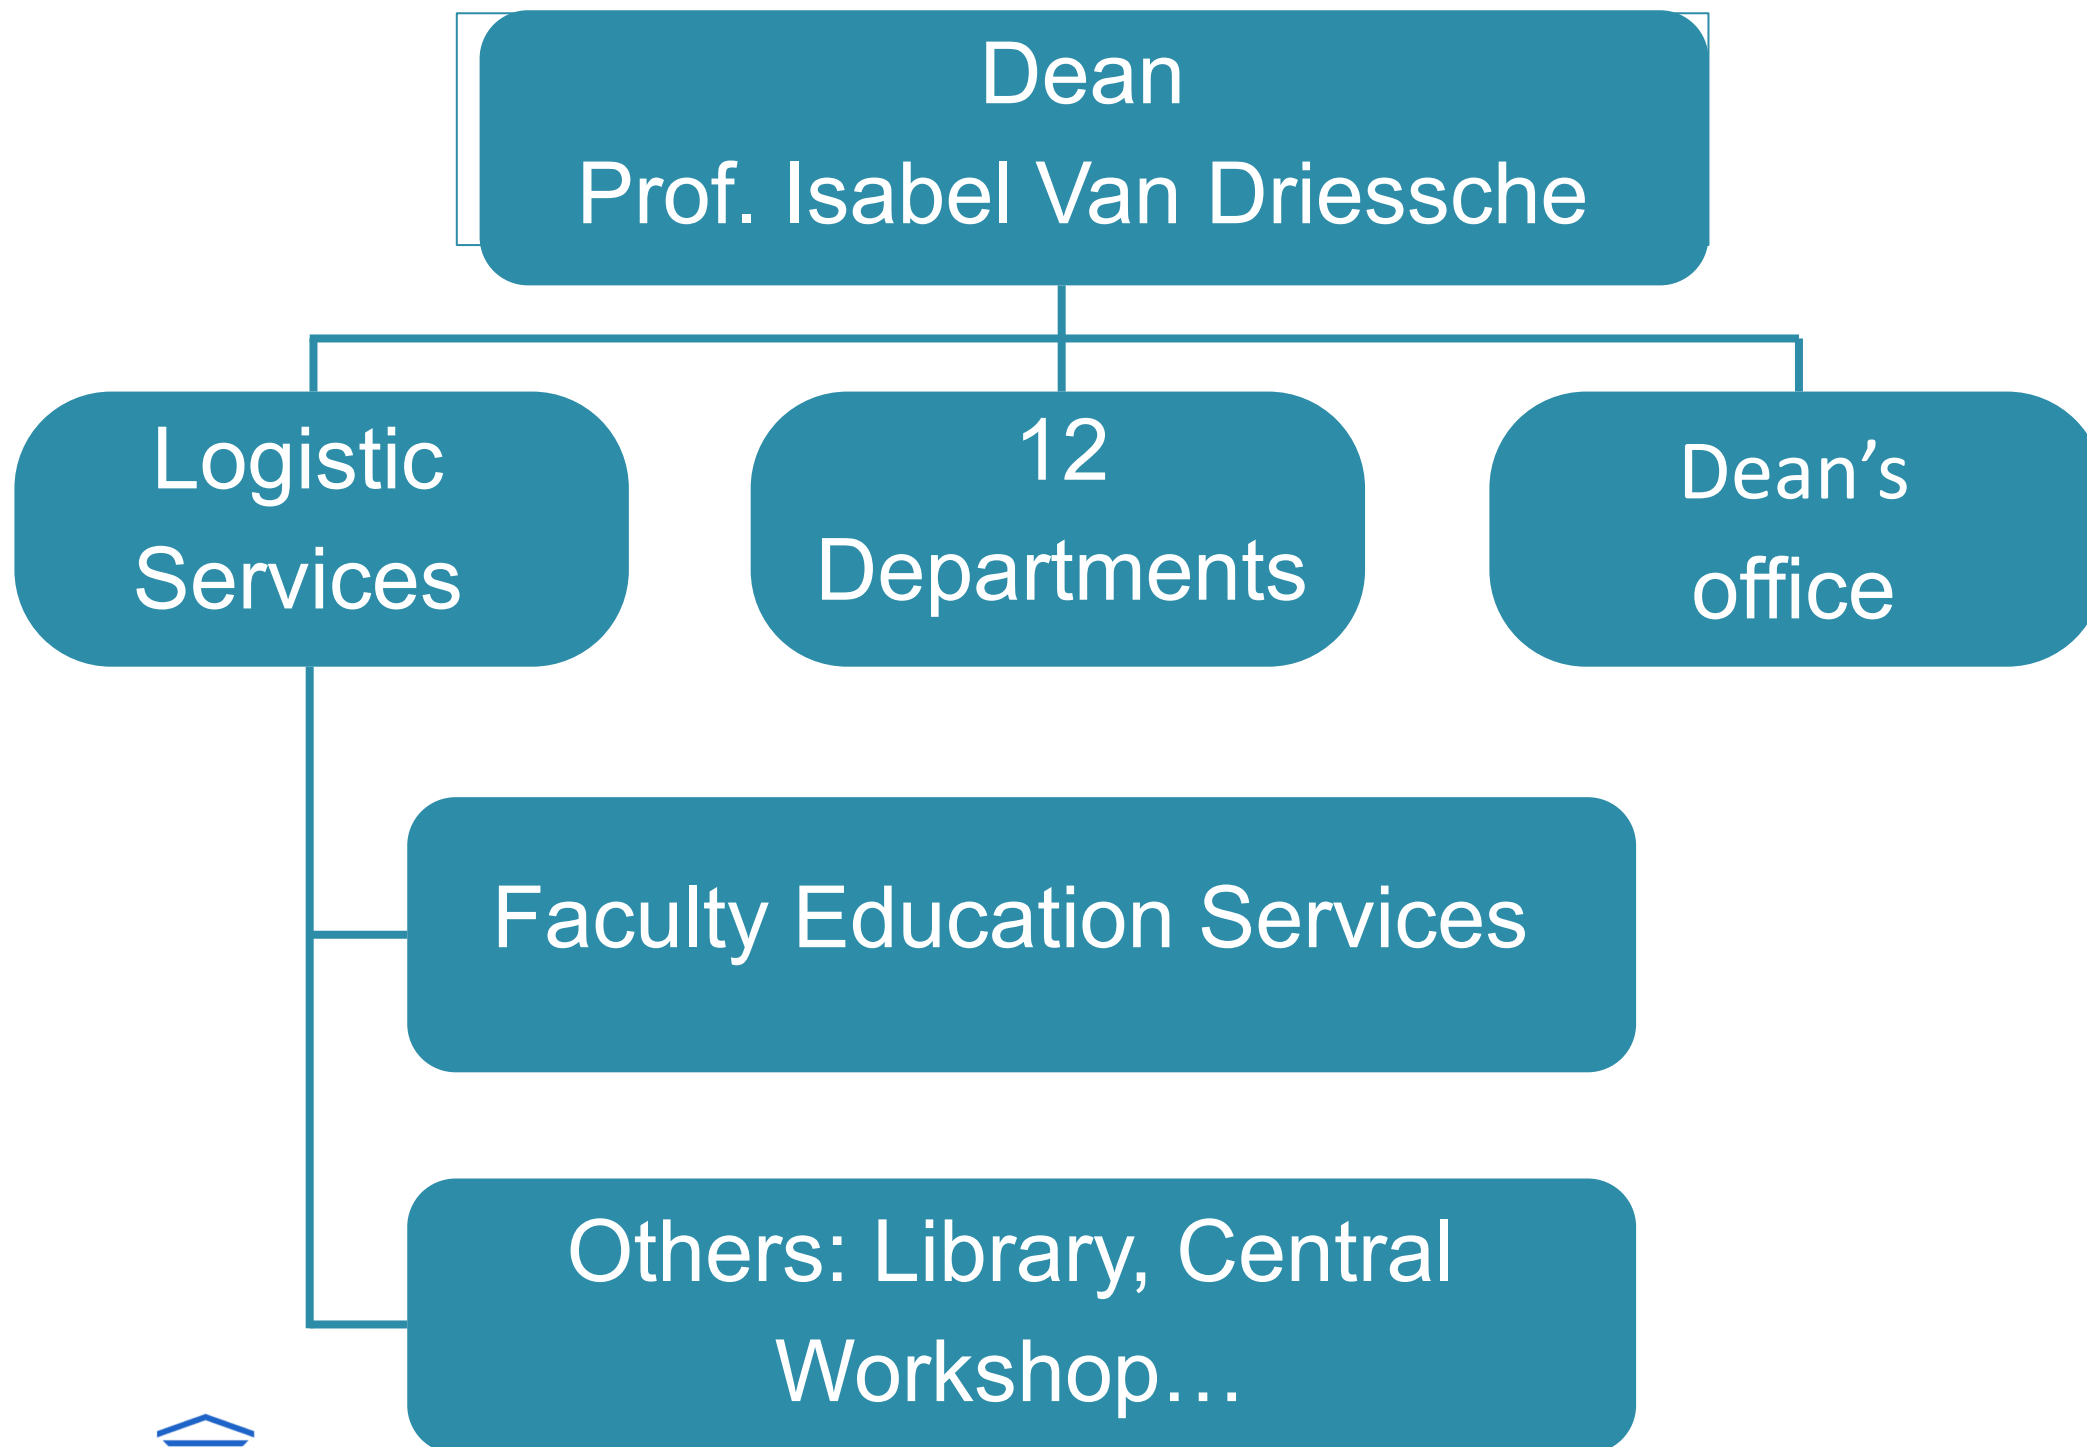 Dean
Prof. Isabel Van Driessche
Logistic
Services
12
Departments
Dean’s
office
Faculty Education Services
Others: Library, Central
Workshop…